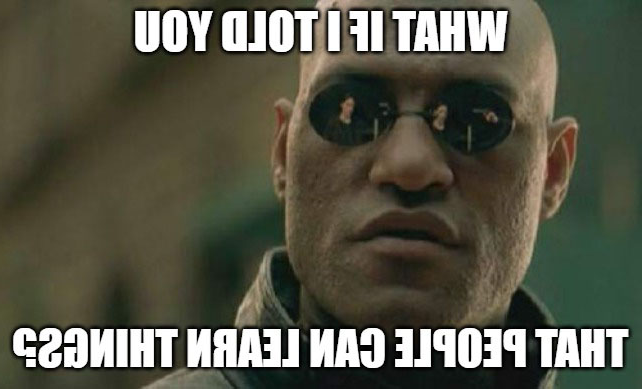 WHAT IF I TOLD YOU
THAT PEOPLE CAN LEARN THINGS?